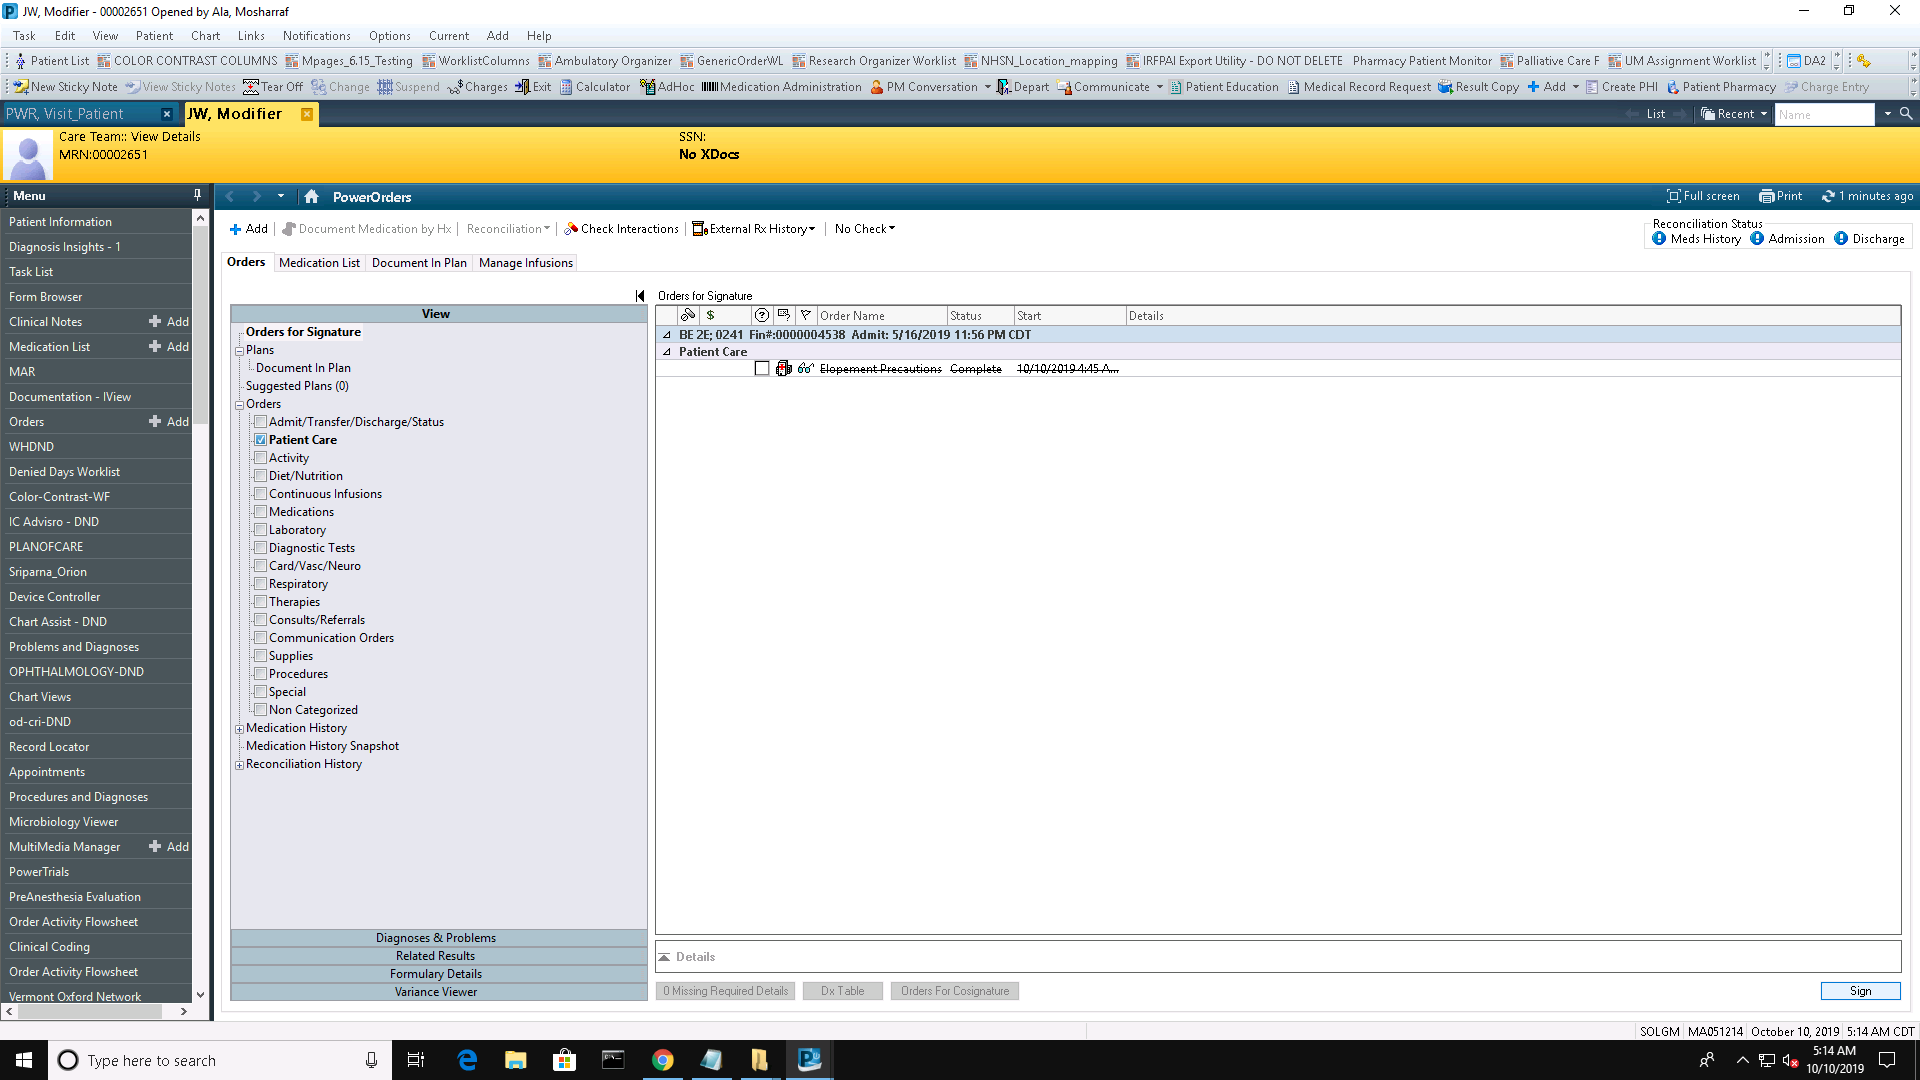 JW, Modifier - 00002651 Opened by Ala, Mosharraf
Task Edit View Patient Chart Links Notifications Options Current Add Help
Patient List COLOR CONTRAST COLUMNS Mpages_6.15_Testing WorklistColumns Ambulatory Organizer GenericOrderWL Research Organizer Worklist NHSN_Location_mapping IRFPAI Export Utility - DO NOT DELETE Pharmacy Patient Monitor Palliative Care F UM Assignment Worklist DA2
New Sticky Note View Sticky Notes Tear Off Change Suspend Charges Exit Calculator AdHoc Medication Administration PM Conversation Depart Communicate Patient Education Medical Record Request Result Copy Add Create PHI Patient Pharmacy Charge Entry
PWR, Visit_Patient JW, Modifier List Recent Name
Care Team:: View Details SSN:
MRN:00002651 No XDocs
Menu PowerOrders Full screen Print 1 minutes ago
Patient Information
Diagnosis Insights - 1
Task List
Form Browser
Clinical Notes Add
Medication List Add
MAR
Documentation - IView
Orders Add
WHDND
Denied Days Worklist
Color-Contrast-WF
IC Advisro - DND
PLANOFCARE
Sriparna_Orion
Device Controller
Chart Assist - DND
Problems and Diagnoses
OPHTHALMOLOGY-DND
Chart Views
od-cri-DND
Record Locator
Appointments
Procedures and Diagnoses
Microbiology Viewer
MultiMedia Manager Add
PowerTrials
PreAnesthesia Evaluation
Order Activity Flowsheet
Clinical Coding
Order Activity Flowsheet
Vermont Oxford Network
Add Document Medication by Hx Reconciliation Check Interactions External Rx History No Check
Reconciliation Status
Meds History Admission Discharge
Orders Medication List Document In Plan Manage Infusions
View
Orders for Signature
Plans
Document In Plan
Suggested Plans (0)
Orders
Admit/Transfer/Discharge/Status
Patient Care
Activity
Diet/Nutrition
Continuous Infusions
Medications
Laboratory
Diagnostic Tests
Card/Vasc/Neuro
Respiratory
Therapies
Consults/Referrals
Communication Orders
Supplies
Procedures
Special
Non Categorized
Medication History
Medication History Snapshot
Reconciliation History
Diagnoses & Problems
Related Results
Formulary Details
Variance Viewer
Orders for Signature
$ Order Name Status Start Details
BE 2E; 0241 Fin#:0000004538 Admit: 5/16/2019 11:56 PM CDT
Patient Care
Elopement Precautions Complete 10/10/2019 4:45 A...
Details
0 Missing Required Details Dx Table Orders For Cosignature Sign
SOLGM MA051214 October 10, 2019 5:14 AM CDT
Type here to search
5:14 AM
10/10/2019